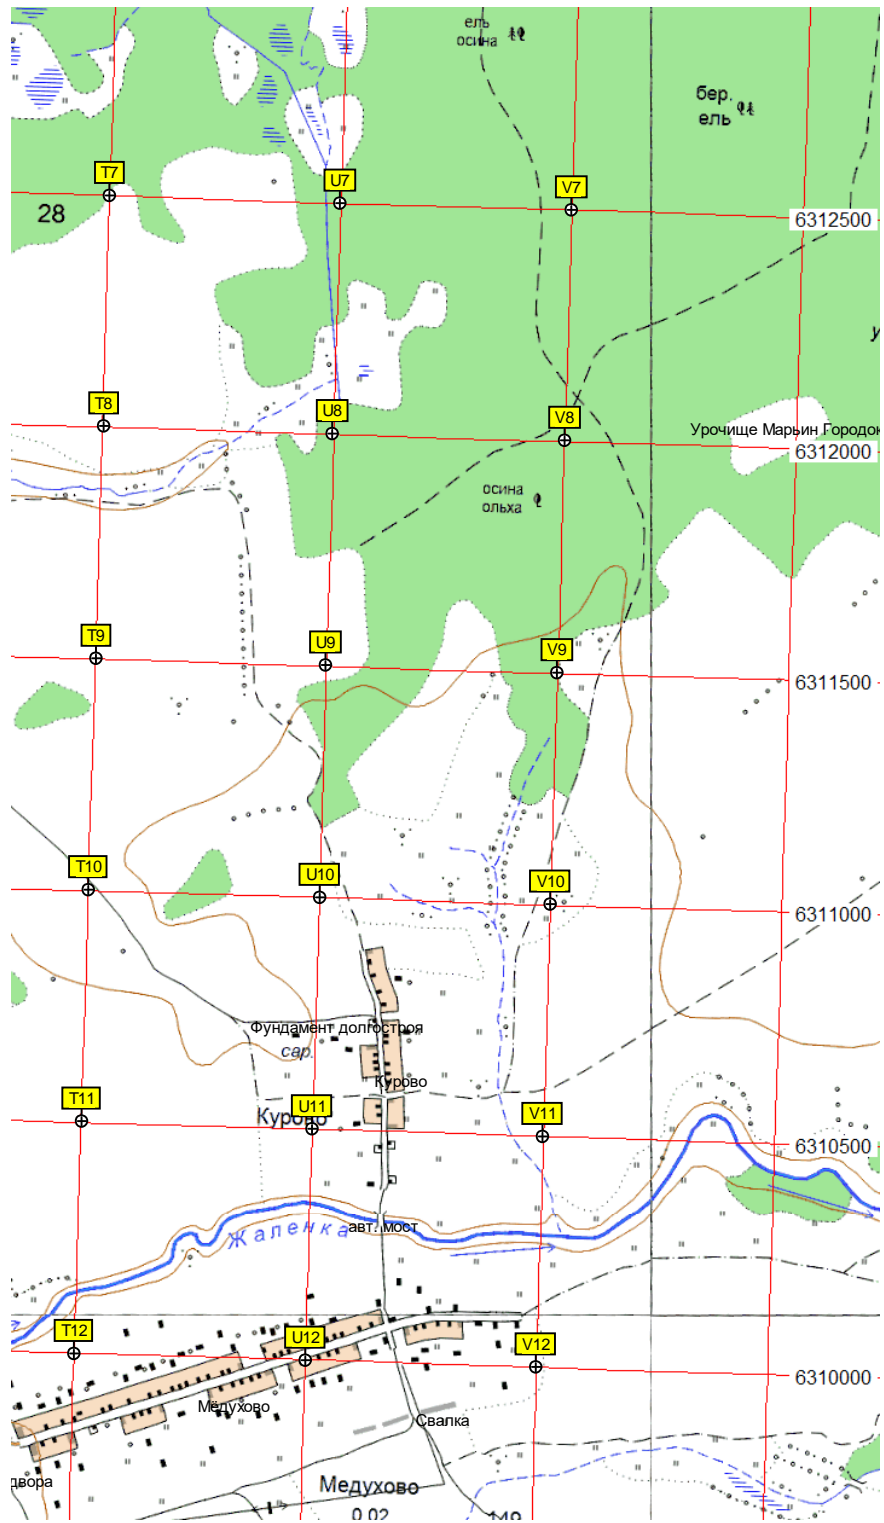 ель
осина
бер.
ель
T7
U7
V7
28
6312500
T8
U8
V8
Урочище Марьин Городок
6312000
осина
ольха
T9
U9
V9
6311500
T10
U10
V10
6311000
Фундамент долгостроя
сар.
Курово
T11
U11
V11
Курово
6310500
Жаленка
авт. мост
T12
U12
V12
6310000
Мёдухово
Свалка
двора
Медухово
0.02
149